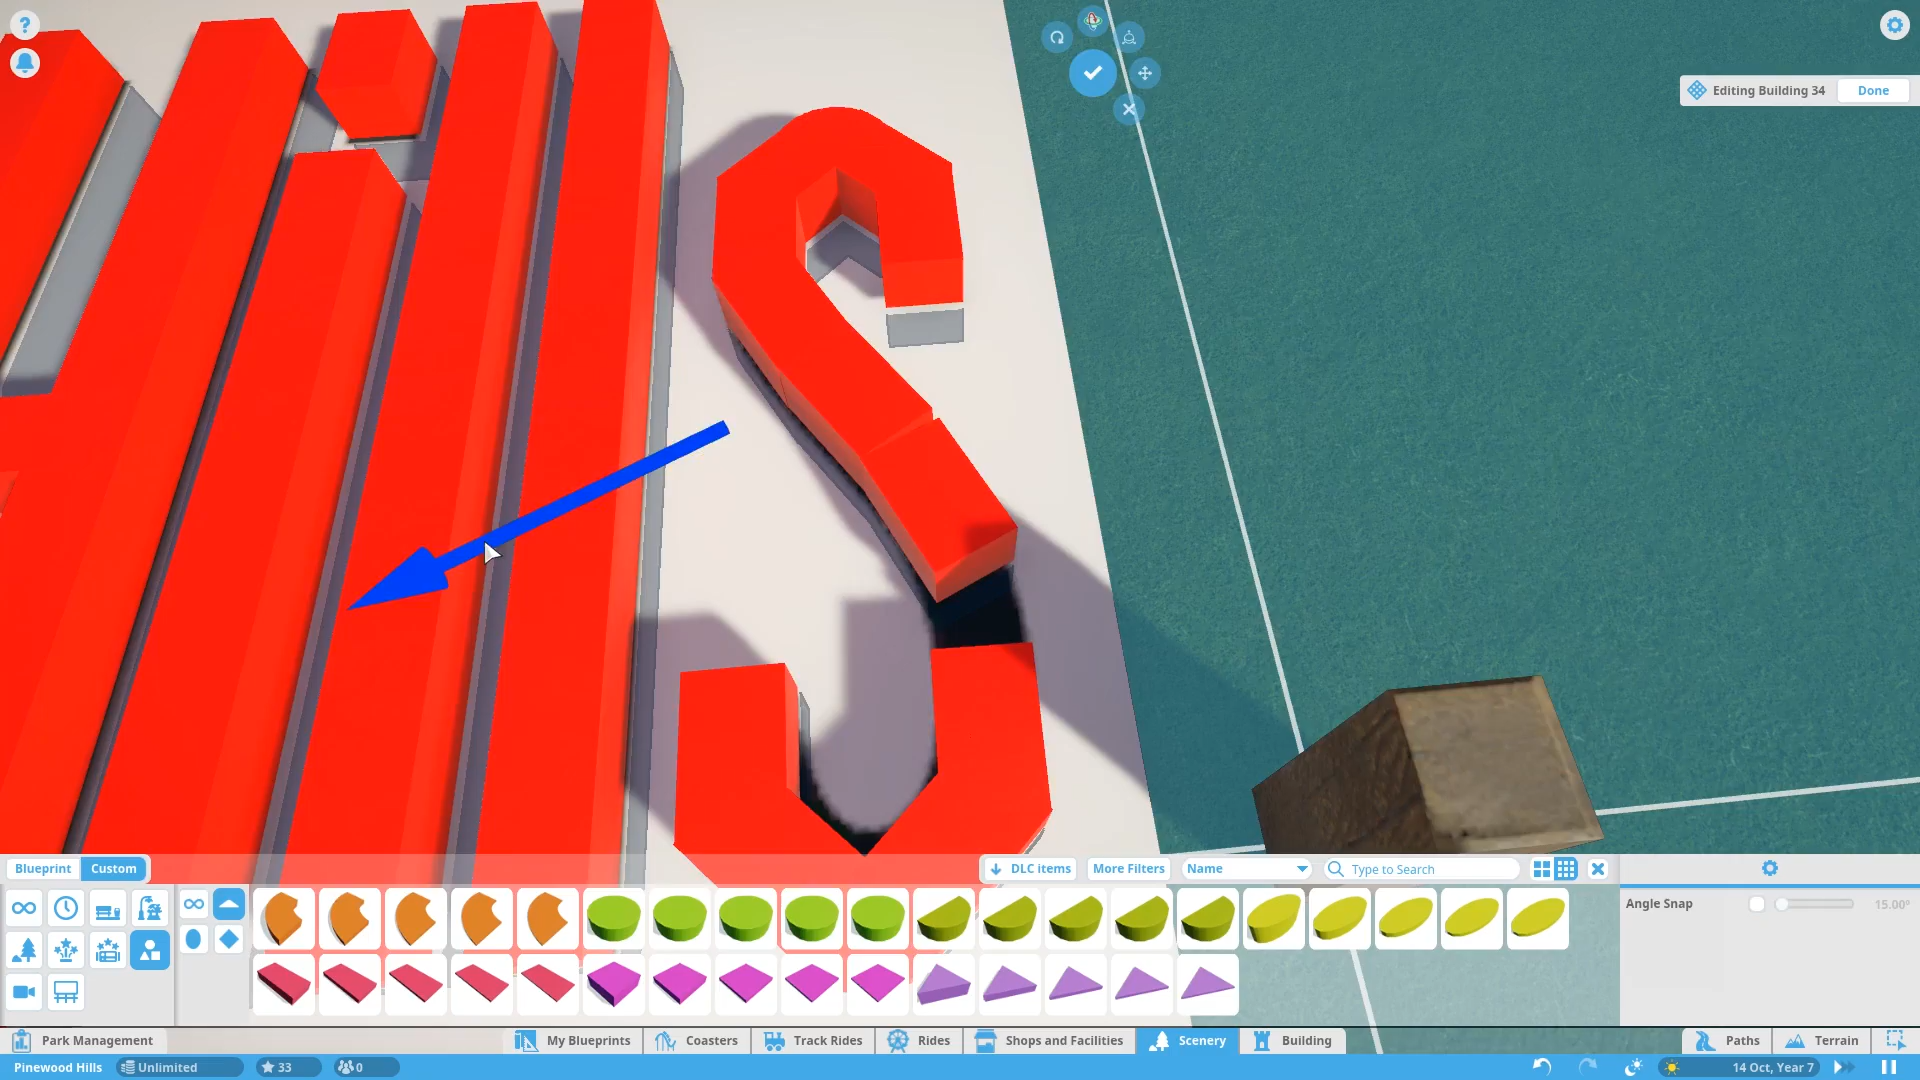 ?
Editing Building 34 Done
Blueprint Custom
DLC items More Filters Name Type to Search
Angle Snap 15.00°
Park Management My Blueprints Coasters Track Rides Rides Shops and Facilities Scenery Building Paths Terrain
Pinewood Hills Unlimited 33 0 14 Oct, Year 7